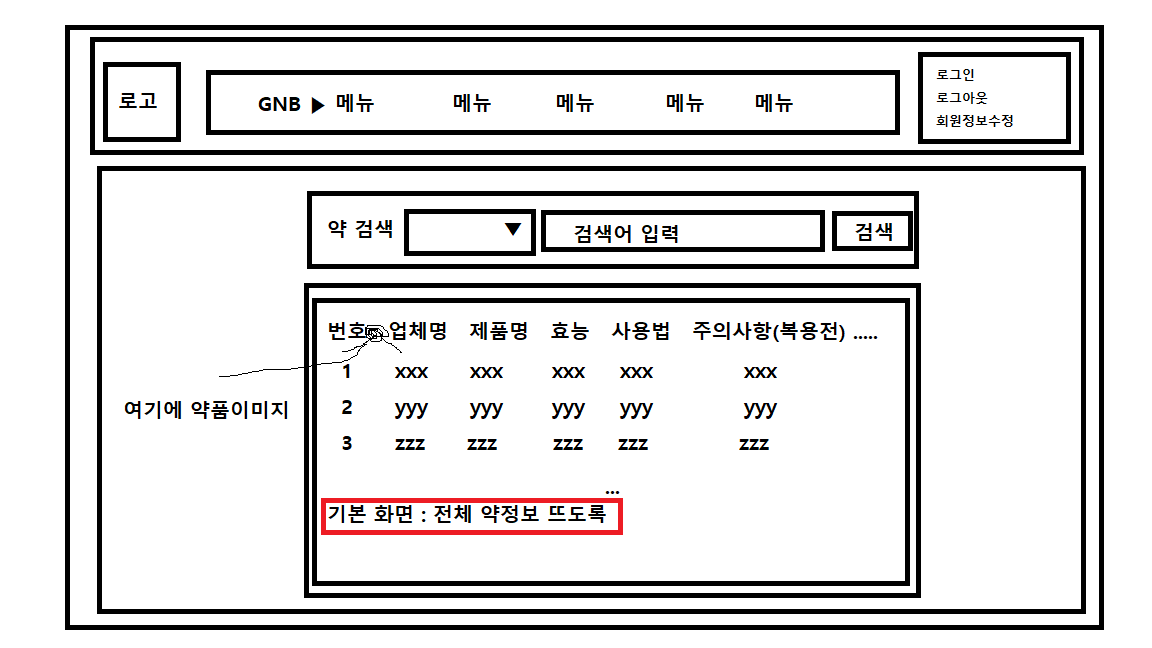 로고
GNB ▶ 메뉴 메뉴 메뉴 메뉴 메뉴
로그인
로그아웃
회원정보수정
약 검색 ▼ 검색어 입력 검색
번호 업체명 제품명 효능 사용법 주의사항(복용전) .....
1 xxx xxx xxx xxx xxx
여기에 약품이미지
2 yyy yyy yyy yyy yyy
3 zzz zzz zzz zzz zzz
...
기본 화면 : 전체 약정보 뜨도록